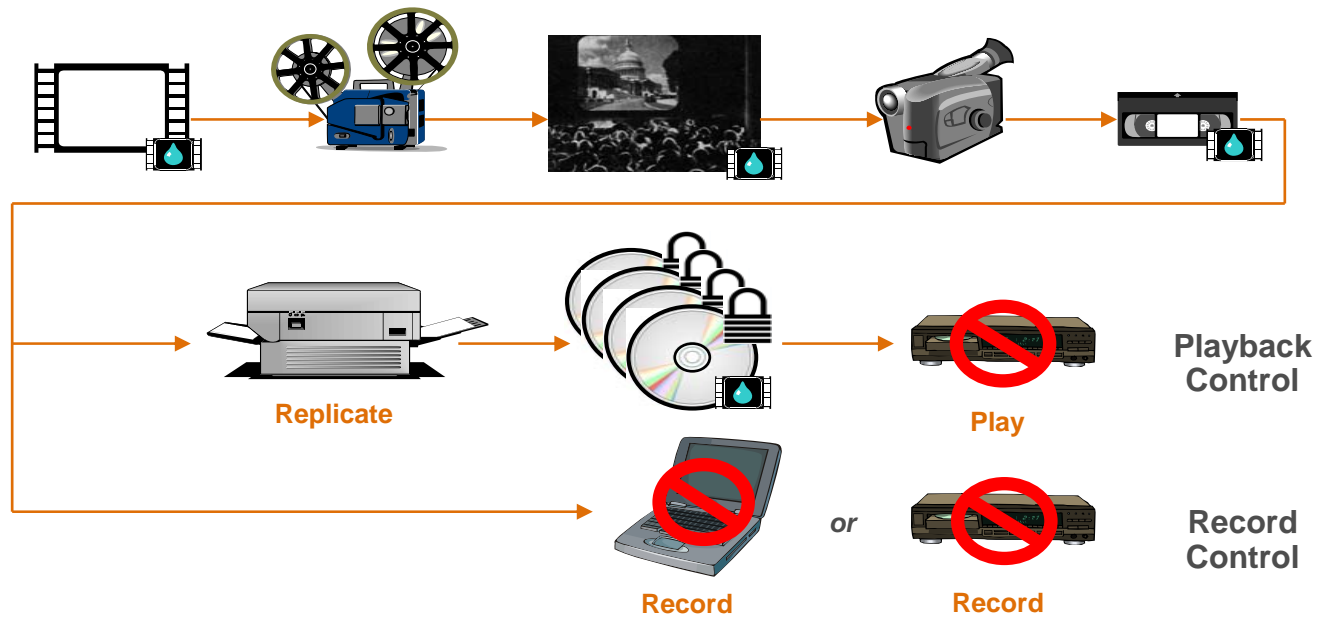 Replicate
Play
Playback
Control
Record
or
Record
Record
Control